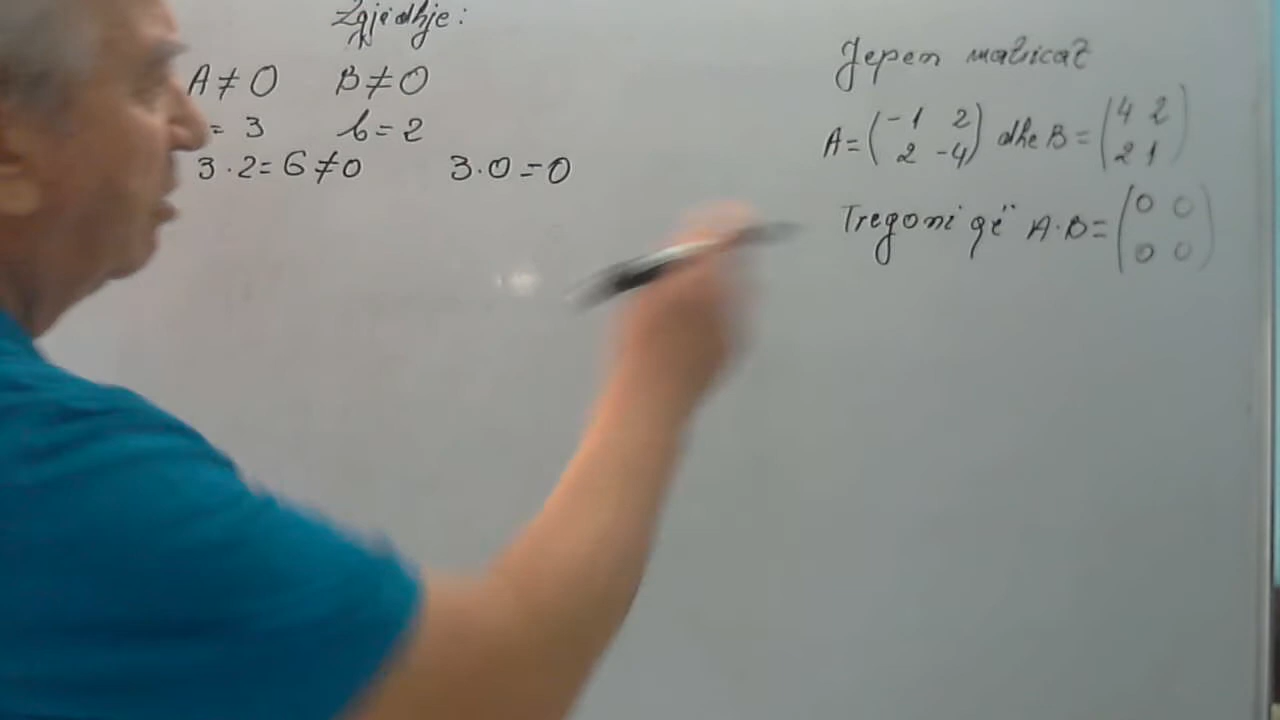 Zgjedhje:
A ≠ 0 B ≠ 0
= 3 b = 2
3 · 2 = 6 ≠ 0 3 · 0 = 0
Jepen matricat
A = (-1 2; 2 -4) dhe B = (4 2; 2 1)
Tregoni që A · B = (0 0; 0 0)